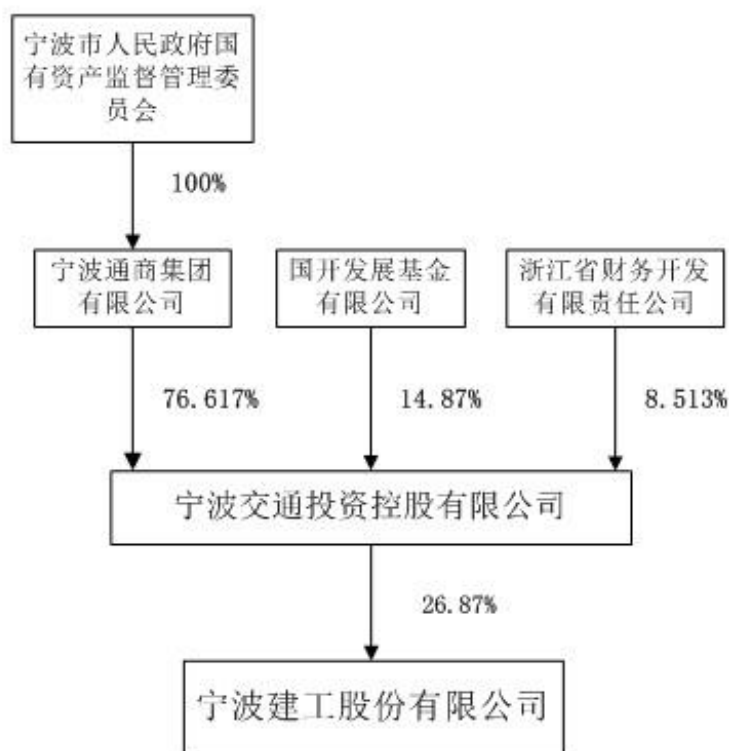 宁波市人民政府国
有资产监督管理委
员会
100%
宁波通商集团
有限公司
国开发展基金
有限公司
浙江省财务开发
有限责任公司
76.617%
14.87%
8.513%
宁波交通投资控股有限公司
26.87%
宁波建工股份有限公司